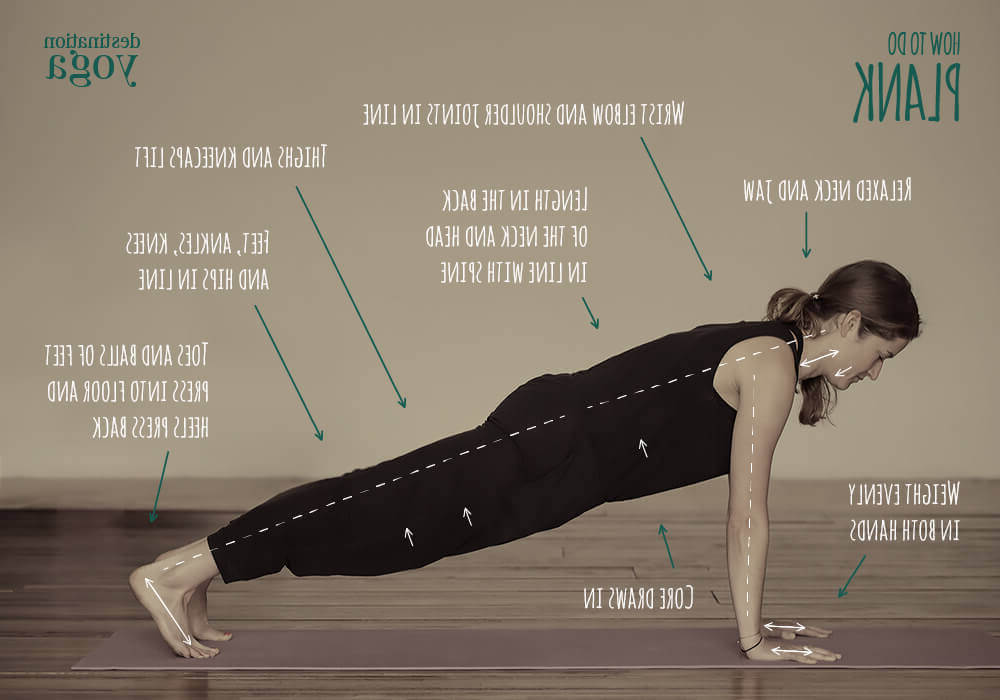 HOW TO DO
PLANK
destination
yoga
WRIST ELBOW AND SHOULDER JOINTS IN LINE
THIGHS AND KNEECAPS LIFT
RELAXED NECK AND JAW
LENGTH IN THE BACK
OF THE NECK AND HEAD
IN LINE WITH SPINE
FEET, ANKLES, KNEES
AND HIPS IN LINE
TOES AND BALLS OF FEET
PRESS INTO FLOOR AND
HEELS PRESS BACK
WEIGHT EVENLY
IN BOTH HANDS
CORE DRAWS IN